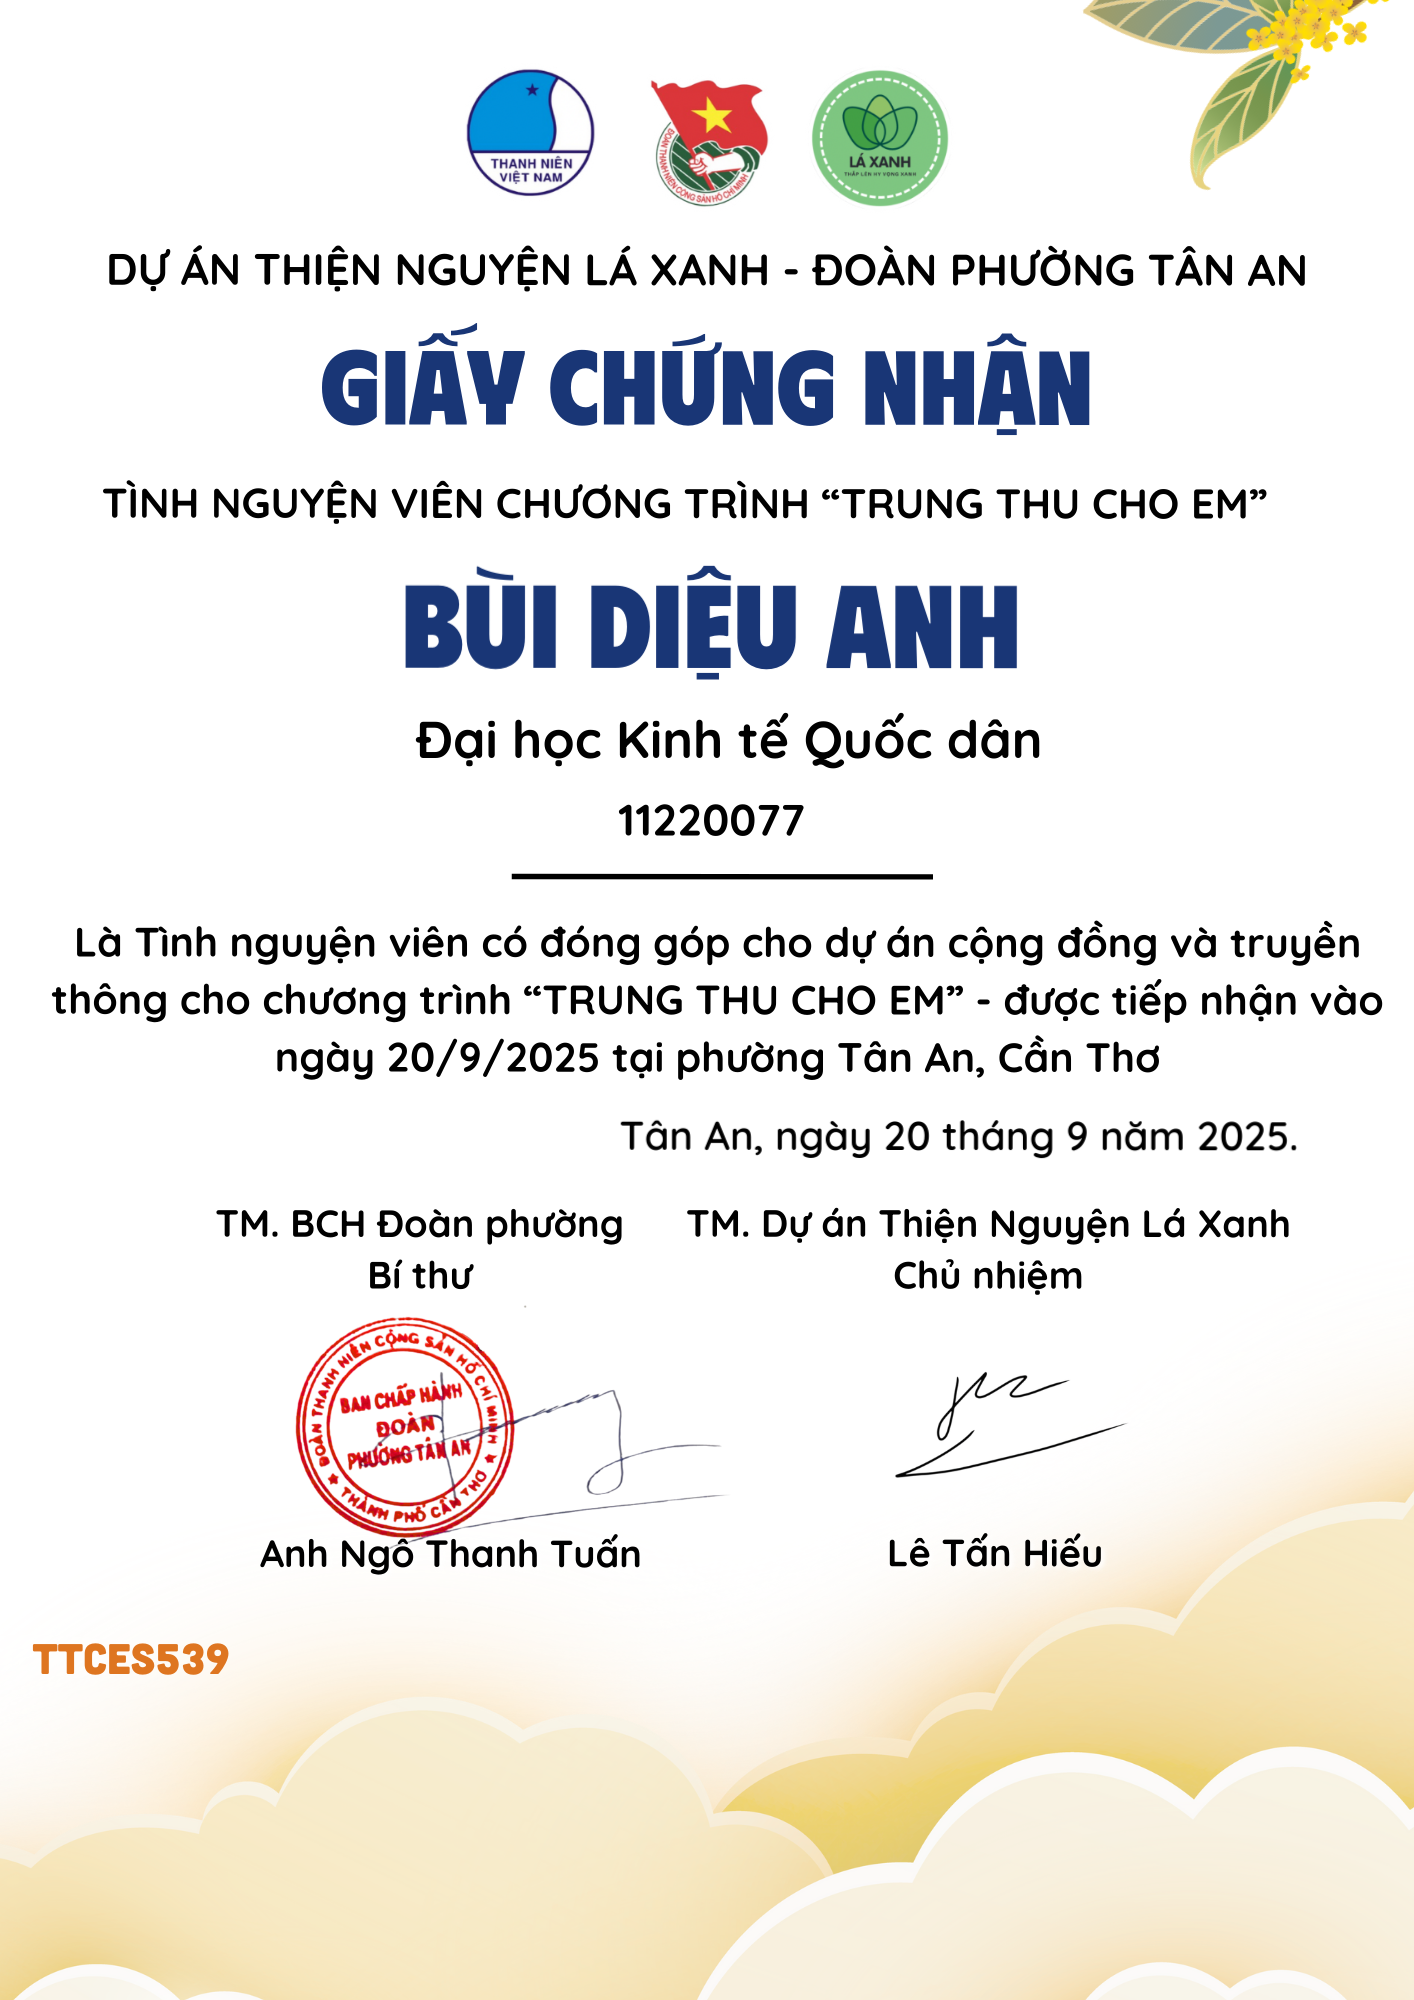 THANH NIÊN
VIỆT NAM
ĐOÀN THANH NIÊN CỘNG SẢN HỒ CHÍ MINH
LÁ XANH
THẮP LÊN HY VỌNG XANH
DỰ ÁN THIỆN NGUYỆN LÁ XANH - ĐOÀN PHƯỜNG TÂN AN
GIẤY CHỨNG NHẬN
TÌNH NGUYỆN VIÊN CHƯƠNG TRÌNH “TRUNG THU CHO EM”
BÙI DIỆU ANH
Đại học Kinh tế Quốc dân
11220077
Là Tình nguyện viên có đóng góp cho dự án cộng đồng và truyền
thông cho chương trình “TRUNG THU CHO EM” - được tiếp nhận vào
ngày 20/9/2025 tại phường Tân An, Cần Thơ
Tân An, ngày 20 tháng 9 năm 2025.
TM. BCH Đoàn phường
Bí thư
TM. Dự án Thiện Nguyện Lá Xanh
Chủ nhiệm
ĐOÀN THANH NIÊN CỘNG SẢN HỒ CHÍ MINH
BAN CHẤP HÀNH
ĐOÀN
PHƯỜNG TÂN AN
★ THÀNH PHỐ CẦN THƠ ★
Anh Ngô Thanh Tuấn
Lê Tấn Hiếu
TTCES539